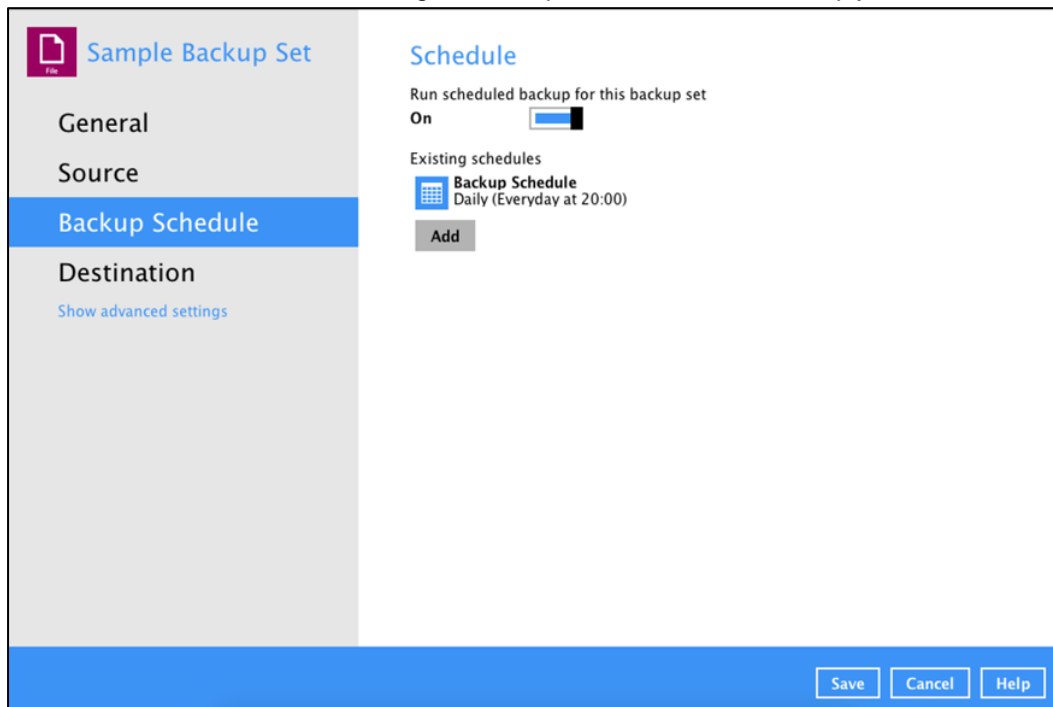 File
Sample Backup Set
General
Source
Backup Schedule
Destination
Show advanced settings
Schedule
Run scheduled backup for this backup set
On
Existing schedules
Backup Schedule
Daily (Everyday at 20:00)
Add
Save
Cancel
Help